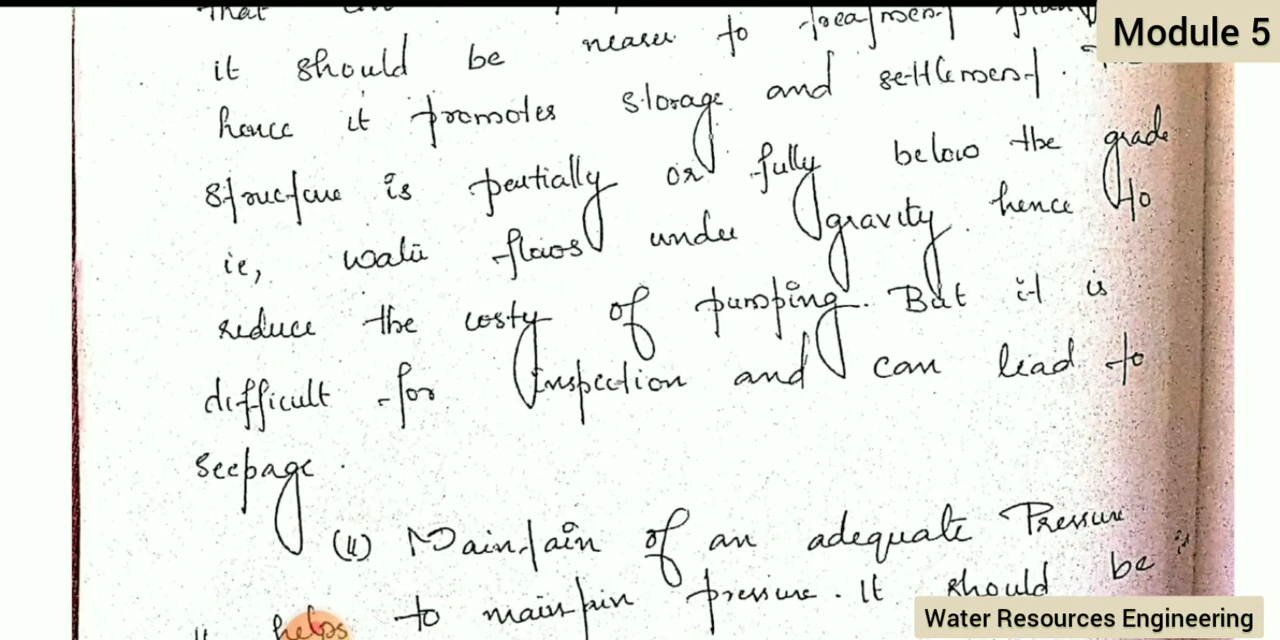 That
it should be nearer to treatment plant
Module 5
hence it promotes storage and settlement. The
structure is partially or fully below the grade
ie, water flows under gravity hence to
reduce the costy of pumping. But it is
difficult for Inspection and can lead to
seepage.
(ii) Maintain of an adequate Pressure :
It helps to maintain pressure. It should be
Water Resources Engineering